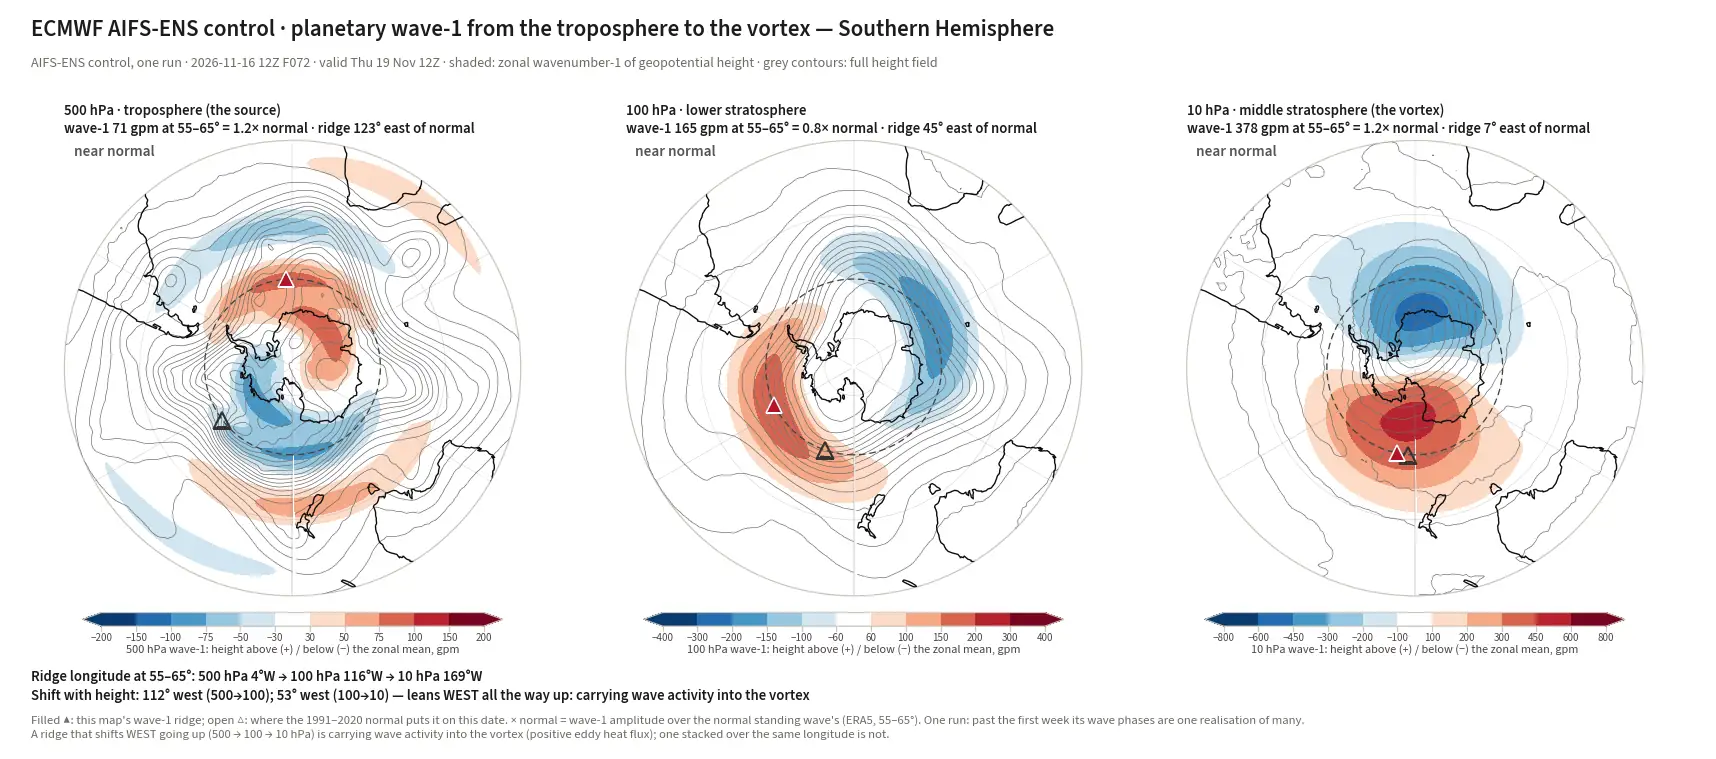 ECMWF AIFS-ENS control · planetary wave-1 from the troposphere to the vortex — Southern Hemisphere
AIFS-ENS control, one run · 2026-11-16 12Z F072 · valid Thu 19 Nov 12Z · shaded: zonal wavenumber-1 of geopotential height · grey contours: full height field
500 hPa · troposphere (the source)
wave-1 71 gpm at 55–65° = 1.2× normal · ridge 123° east of normal
near normal
100 hPa · lower stratosphere
wave-1 165 gpm at 55–65° = 0.8× normal · ridge 45° east of normal
near normal
10 hPa · middle stratosphere (the vortex)
wave-1 378 gpm at 55–65° = 1.2× normal · ridge 7° east of normal
near normal
−200 −150 −100 −75 −50 −30 30 50 75 100 150 200
500 hPa wave-1: height above (+) / below (−) the zonal mean, gpm
−400 −300 −200 −150 −100 −60 60 100 150 200 300 400
100 hPa wave-1: height above (+) / below (−) the zonal mean, gpm
−800 −600 −450 −300 −200 −100 100 200 300 450 600 800
10 hPa wave-1: height above (+) / below (−) the zonal mean, gpm
Ridge longitude at 55–65°: 500 hPa 4°W → 100 hPa 116°W → 10 hPa 169°W
Shift with height: 112° west (500→100); 53° west (100→10) — leans WEST all the way up: carrying wave activity into the vortex
Filled ▲: this map's wave-1 ridge; open △: where the 1991–2020 normal puts it on this date. × normal = wave-1 amplitude over the normal standing wave's (ERA5, 55–65°). One run: past the first week its wave phases are one realisation of many.
A ridge that shifts WEST going up (500 → 100 → 10 hPa) is carrying wave activity into the vortex (positive eddy heat flux); one stacked over the same longitude is not.